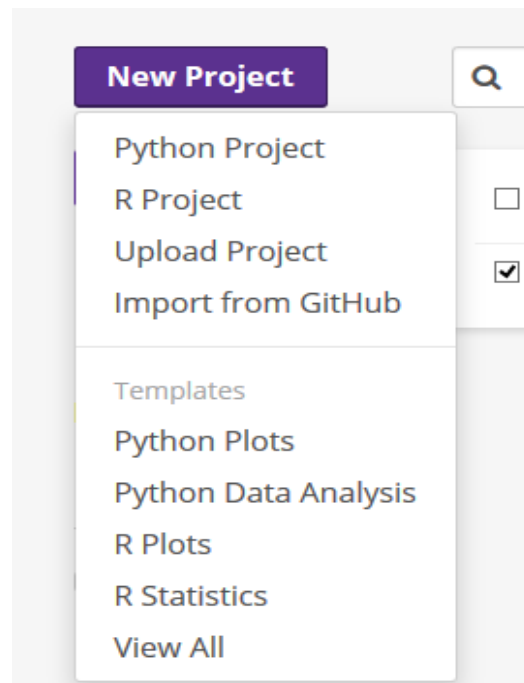 New Project
Python Project
R Project
Upload Project
Import from GitHub
Templates
Python Plots
Python Data Analysis
R Plots
R Statistics
View All